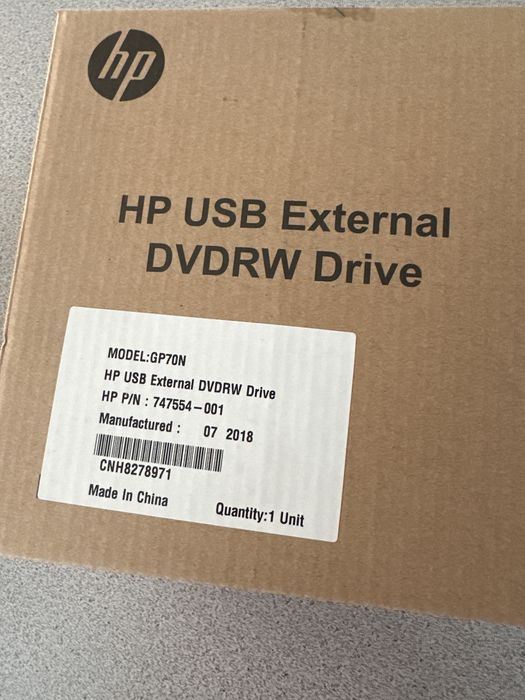 hp
HP USB External
DVDRW Drive
MODEL:GP70N
HP USB External DVDRW Drive
HP P/N : 747554-001
Manufactured : 07 2018
CNH8278971
Made In China
Quantity:1 Unit